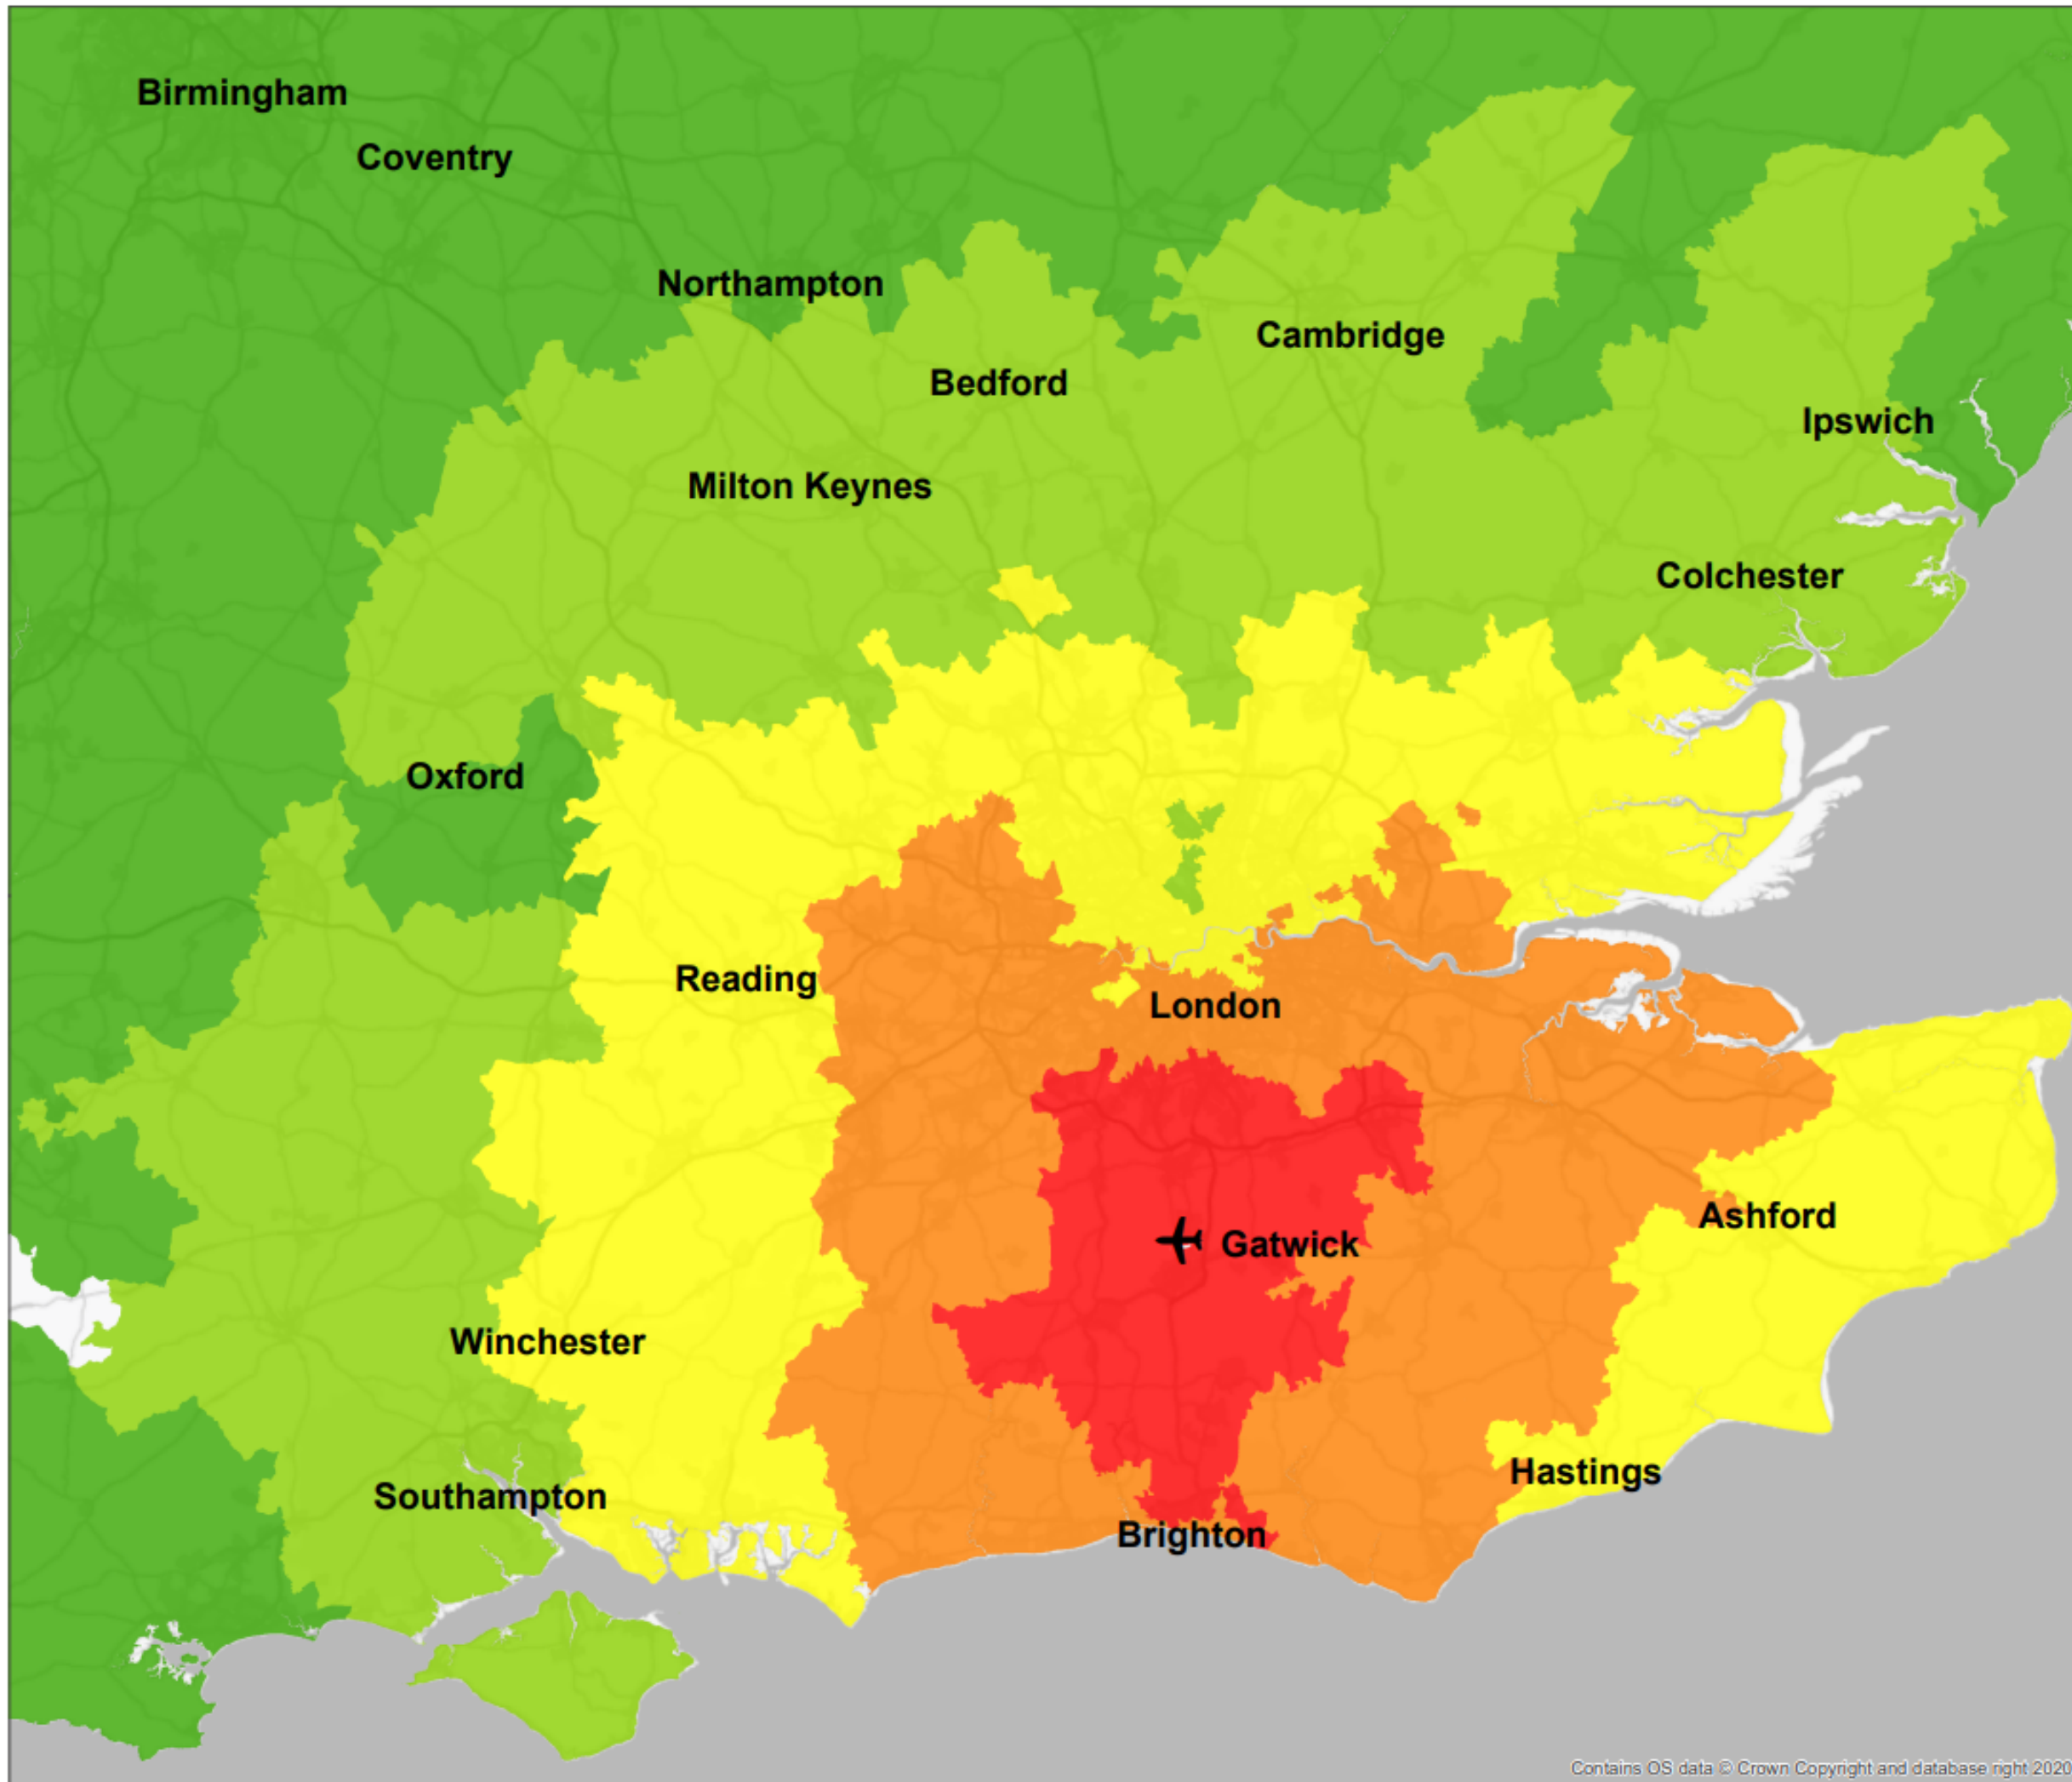 Birmingham
Coventry
Northampton
Cambridge
Bedford
Ipswich
Milton Keynes
Colchester
Oxford
Reading
London
Ashford
Gatwick
Winchester
Hastings
Southampton
Brighton
Contains OS data © Crown Copyright and database right 2020